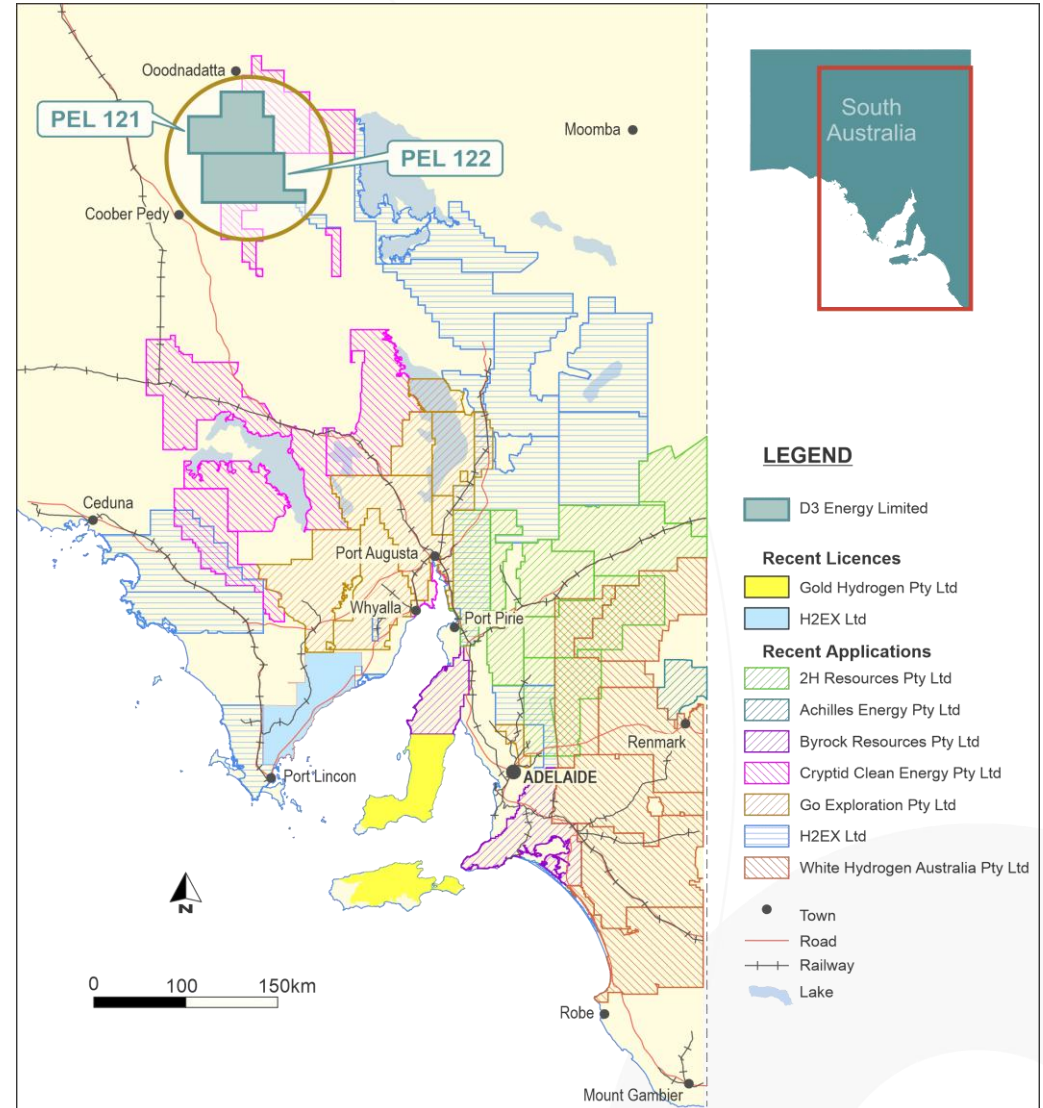 Ooodnadatta
PEL 121
Moomba
PEL 122
Coober Pedy
Ceduna
Port Augusta
Whyalla
Port Pirie
Renmark
Port Lincon
ADELAIDE
N
0 100 150km
Robe
Mount Gambier
South
Australia
LEGEND
D3 Energy Limited
Recent Licences
Gold Hydrogen Pty Ltd
H2EX Ltd
Recent Applications
2H Resources Pty Ltd
Achilles Energy Pty Ltd
Byrock Resources Pty Ltd
Cryptid Clean Energy Pty Ltd
Go Exploration Pty Ltd
H2EX Ltd
White Hydrogen Australia Pty Ltd
Town
Road
Railway
Lake